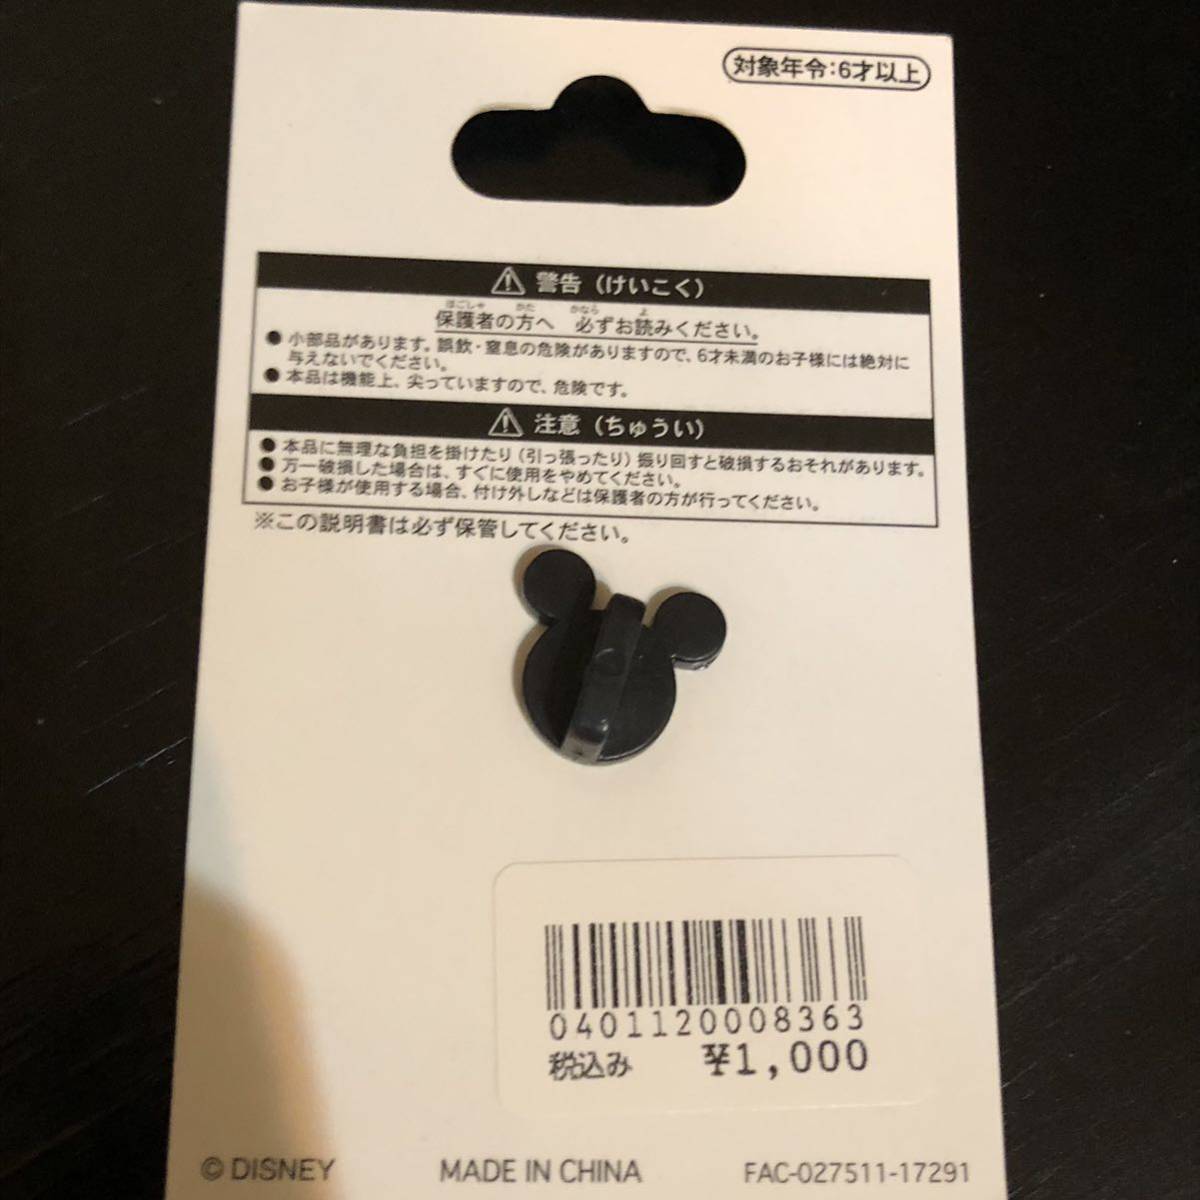 対象年令:6才以上
警告（けいこく）
ほごしゃ かた かなら よ
保護者の方へ 必ずお読みください。
●小部品があります。誤飲・窒息の危険がありますので、6才未満のお子様には絶対に
与えないでください。
●本品は機能上、尖っていますので、危険です。
注意（ちゅうい）
●本品に無理な負担を掛けたり（引っ張ったり）振り回すと破損するおそれがあります。
●万一破損した場合は、すぐに使用をやめてください。
●お子様が使用する場合、付け外しなどは保護者の方が行ってください。
※この説明書は必ず保管してください。
0401120008363
税込み ¥1,000
© DISNEY MADE IN CHINA FAC-027511-17291